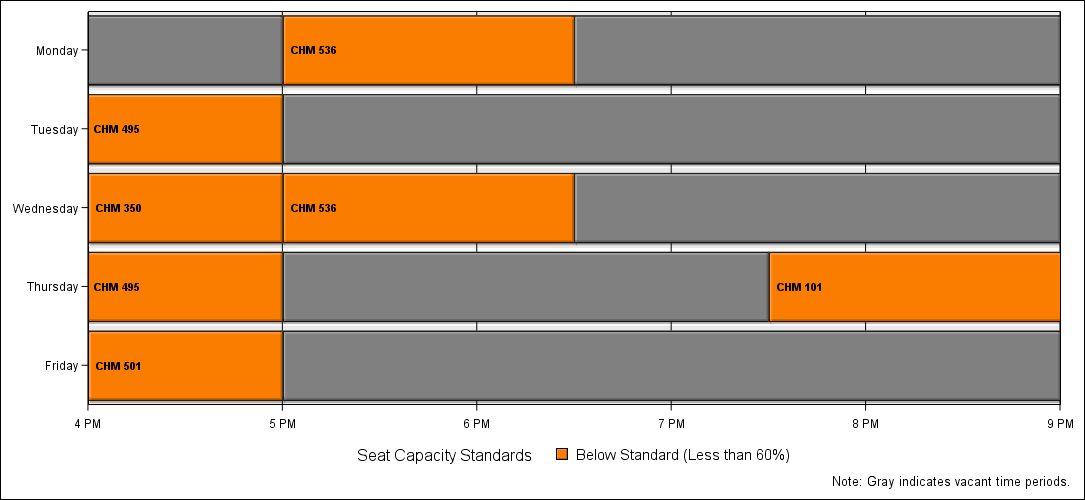 Monday
CHM 536
Tuesday
CHM 495
Wednesday
CHM 350
CHM 536
Thursday
CHM 495
CHM 101
Friday
CHM 501
4 PM
5 PM
6 PM
7 PM
8 PM
9 PM
Seat Capacity Standards
Below Standard (Less than 60%)
Note: Gray indicates vacant time periods.